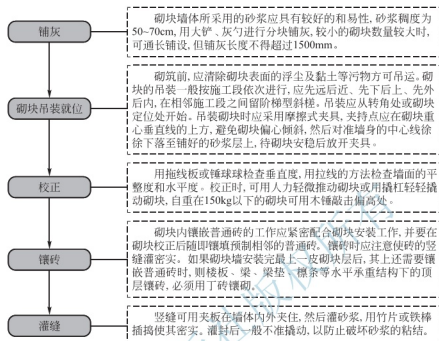 铺灰
砌块墙体所采用的砂浆应具有较好的和易性,砂浆稠度为
50~70cm,用大铲、灰勺进行分块铺灰,较小的砌块数量较大时,
可通长铺设,但铺灰长度不得超过1500mm。
砌块吊装就位
砌筑前,应清除砌块表面的浮尘及黏土等污物方可吊运。砌
块的吊装一般按施工段依次进行,应先远后近、先下后上、先外
后内,在相邻施工段之间留阶梯型斜槎。吊装应从转角处或砌块
定位处开始。吊装砌块时应采用摩擦式夹具,夹持点应在砌块重
心垂直线的上方,避免砌块偏心倾斜,然后对准墙身的中心线徐
徐下落至铺好的砂浆层上,待砌块安稳后放开夹具。
校正
用拖线板或锤球球检查垂直度,用拉线的方法检查墙面的平
整度和水平度。校正时,可用人力轻微推动砌块或用撬杠轻轻撬
动砌块,自重在150kg以下的砌块可用木锤敲击偏高处。
镶砖
砌块内镶嵌普通砖的工作应紧密配合砌块安装工作,并要在
砌块校正后随即镶填预制相邻的普通砖。镶砖时应注意使砖的竖
缝灌密实。如果砌块墙安装完最上一皮砌块层后,其上还需要镶
嵌普通砖时,则楼板、梁、梁垫、檩条等水平承重结构下的顶
层镶砖,必须用丁砖镶砌。
灌缝
竖缝可用夹板在墙体内外夹住,然后灌砂浆,用竹片或铁棒
插捣使其密实。灌封后一般不准撬动,以防止破坏砂浆的粘结。